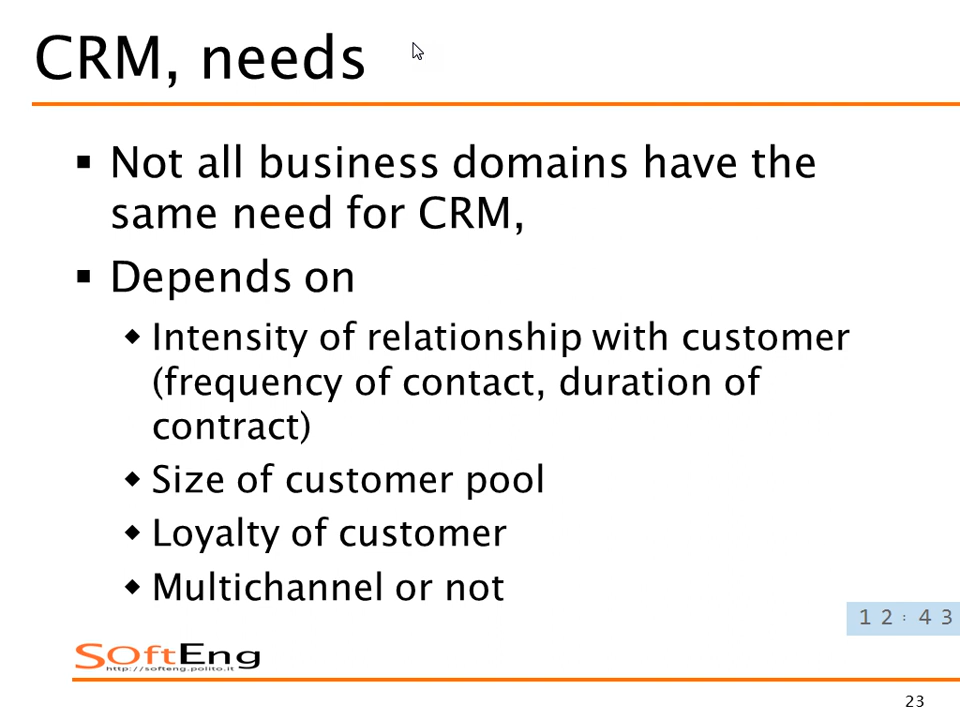 CRM, needs
▪ Not all business domains have the
same need for CRM,
▪ Depends on
◆ Intensity of relationship with customer
(frequency of contact, duration of
contract)
◆ Size of customer pool
◆ Loyalty of customer
◆ Multichannel or not
12:43
SOftEng
http://softeng.polito.it
23